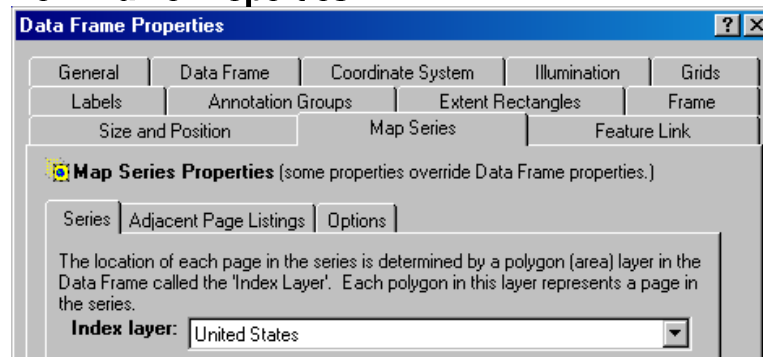 Data Frame Properties ? ×
General Data Frame Coordinate System Illumination Grids
Labels Annotation Groups Extent Rectangles Frame
Size and Position Map Series Feature Link
Map Series Properties (some properties override Data Frame properties.)
Series Adjacent Page Listings Options
The location of each page in the series is determined by a polygon (area) layer in the
Data Frame called the 'Index Layer'. Each polygon in this layer represents a page in
the series.
Index layer: United States